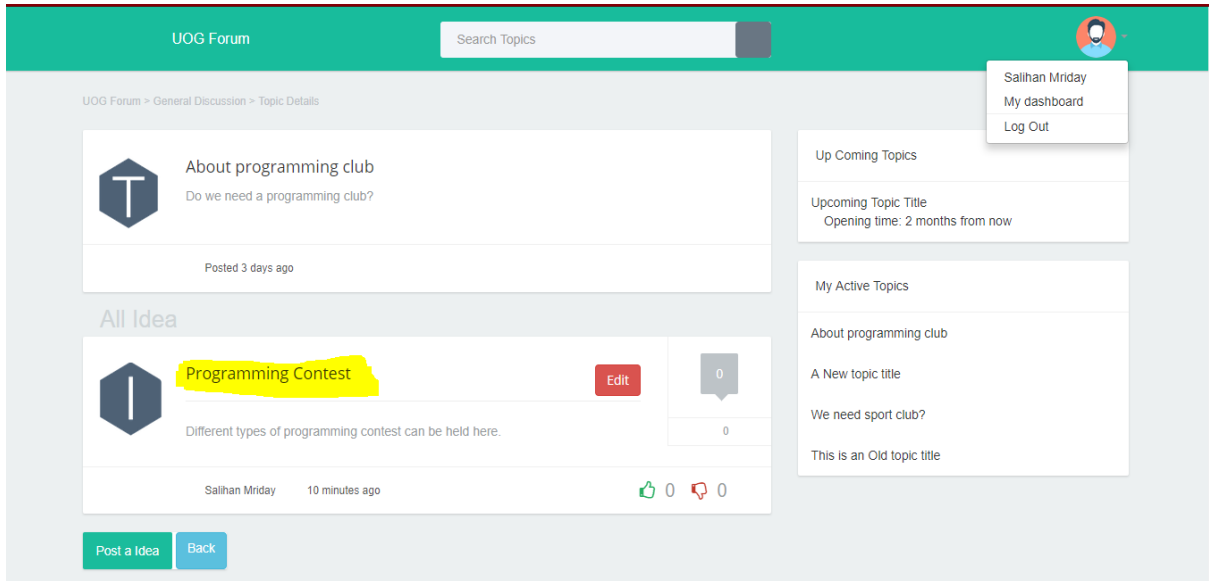 UOG Forum
Search Topics
Salihan Mriday
My dashboard
Log Out
UOG Forum > General Discussion > Topic Details
T
About programming club
Do we need a programming club?
Posted 3 days ago
All Idea
I
Programming Contest
Edit
0
0
Different types of programming contest can be held here.
Salihan Mriday 10 minutes ago
0 0
Post a Idea
Back
Up Coming Topics
Upcoming Topic Title
Opening time: 2 months from now
My Active Topics
About programming club
A New topic title
We need sport club?
This is an Old topic title